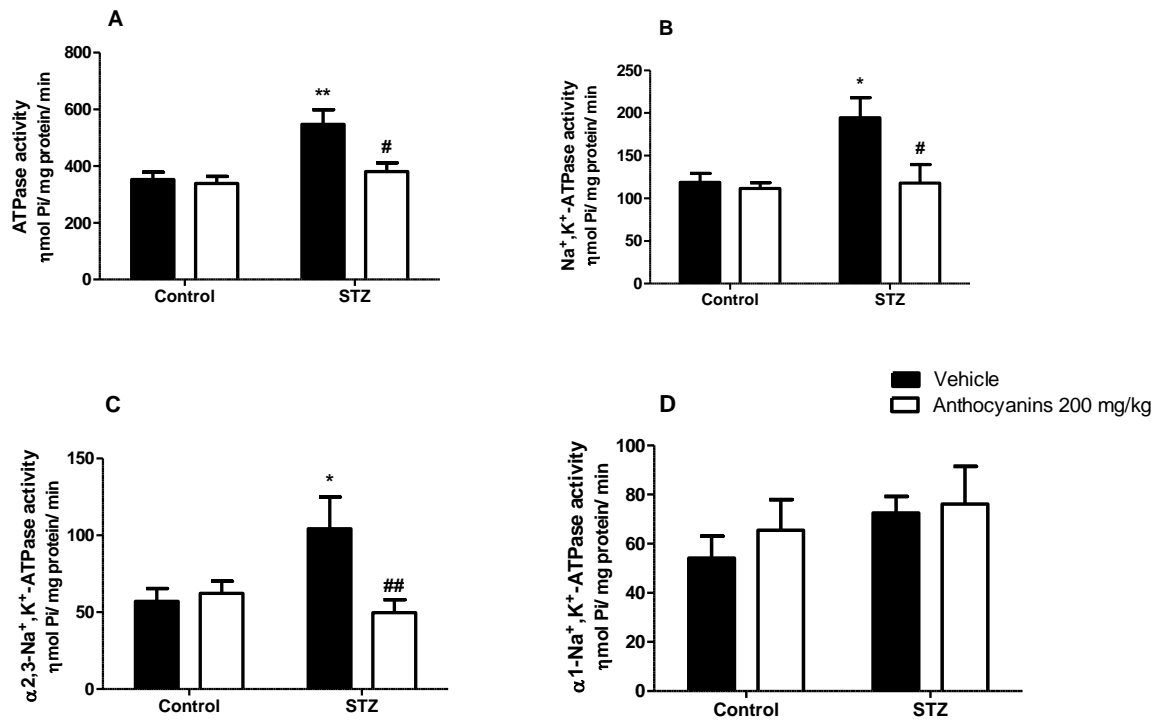 A
ATPase activity
ηmol Pi/ mg protein/ min
800
600
400
200
0
**
#
Control
STZ
B
Na⁺,K⁺-ATPase activity
ηmol Pi/ mg protein/ min
250
200
150
100
50
0
*
#
Control
STZ
Vehicle
Anthocyanins 200 mg/kg
C
α2,3-Na⁺,K⁺-ATPase activity
ηmol Pi/ mg protein/ min
150
100
50
0
*
##
Control
STZ
D
α1-Na⁺,K⁺-ATPase activity
ηmol Pi/ mg protein/ min
100
80
60
40
20
0
Control
STZ